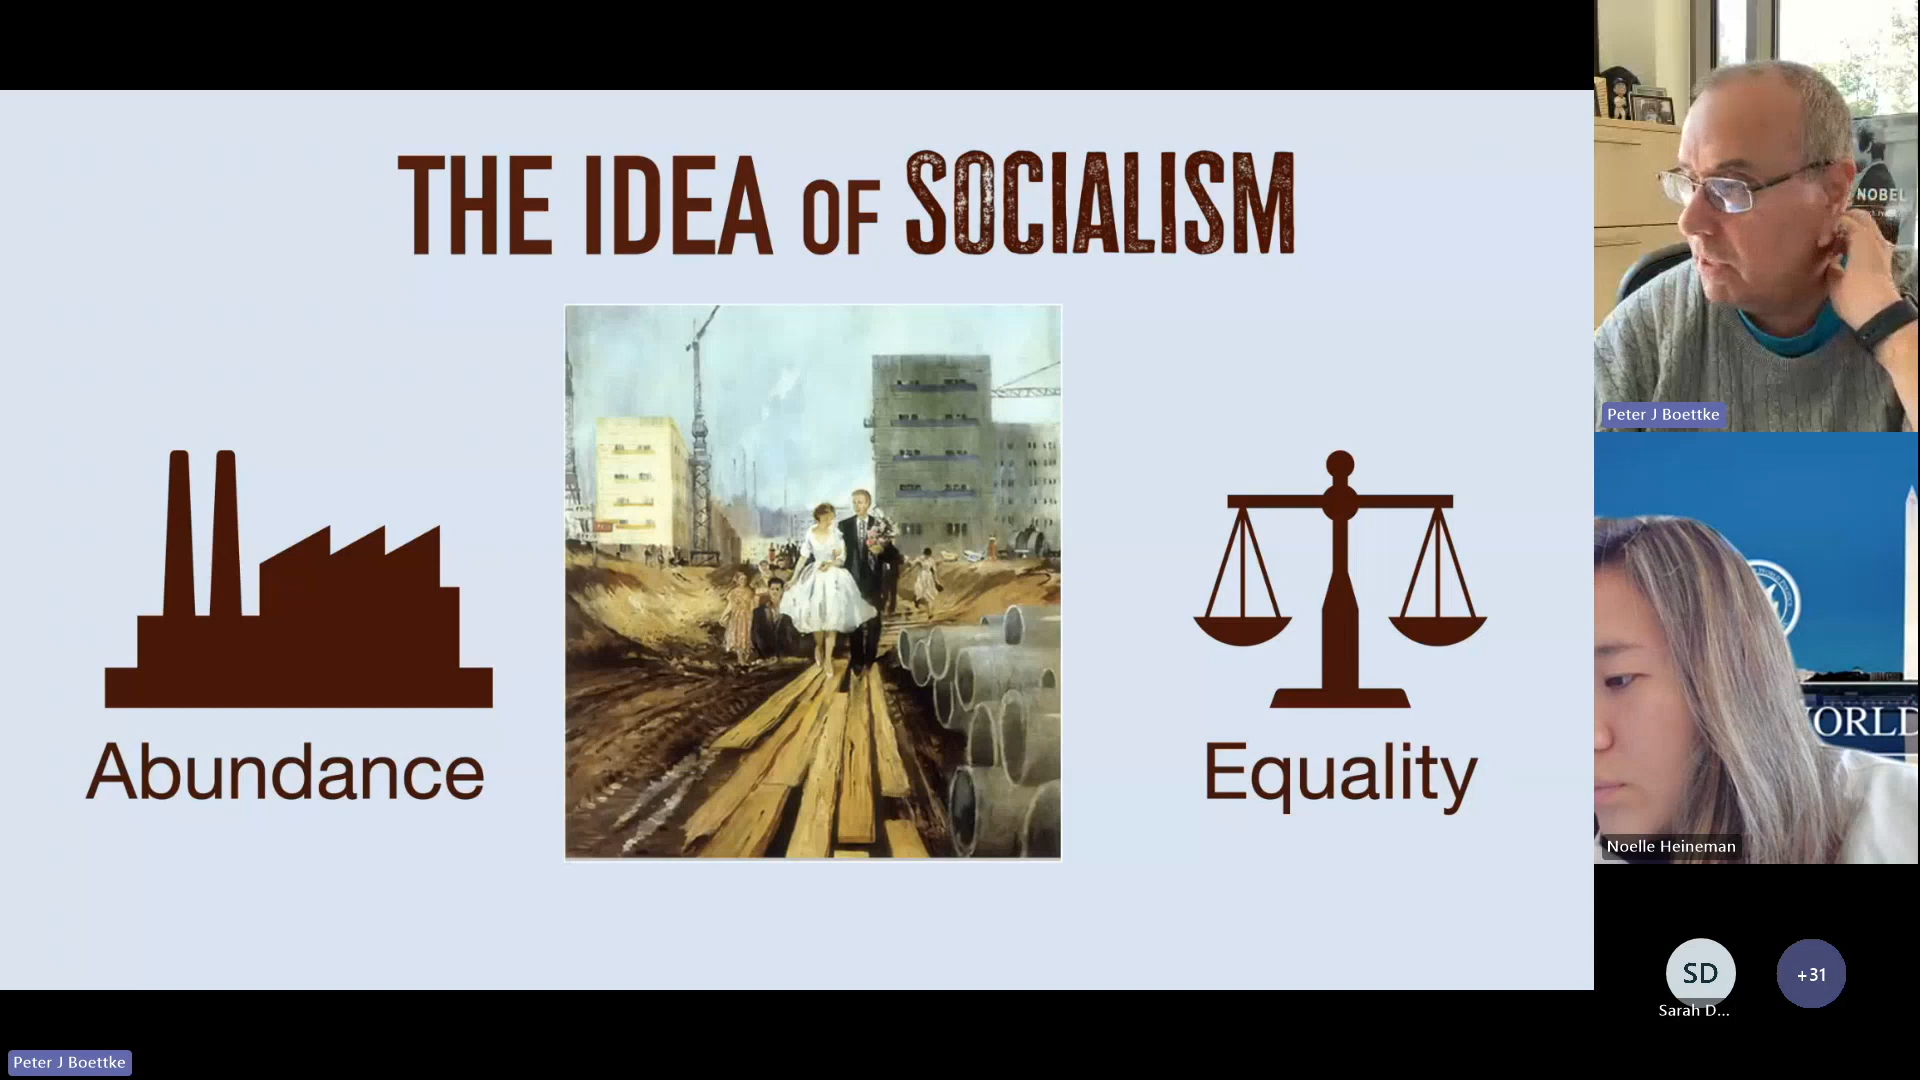 THE IDEA OF SOCIALISM
Abundance
Equality
NOBEL
Peter J Boettke
ORLD
Noelle Heineman
SD
Sarah D...
+31
Peter J Boettke